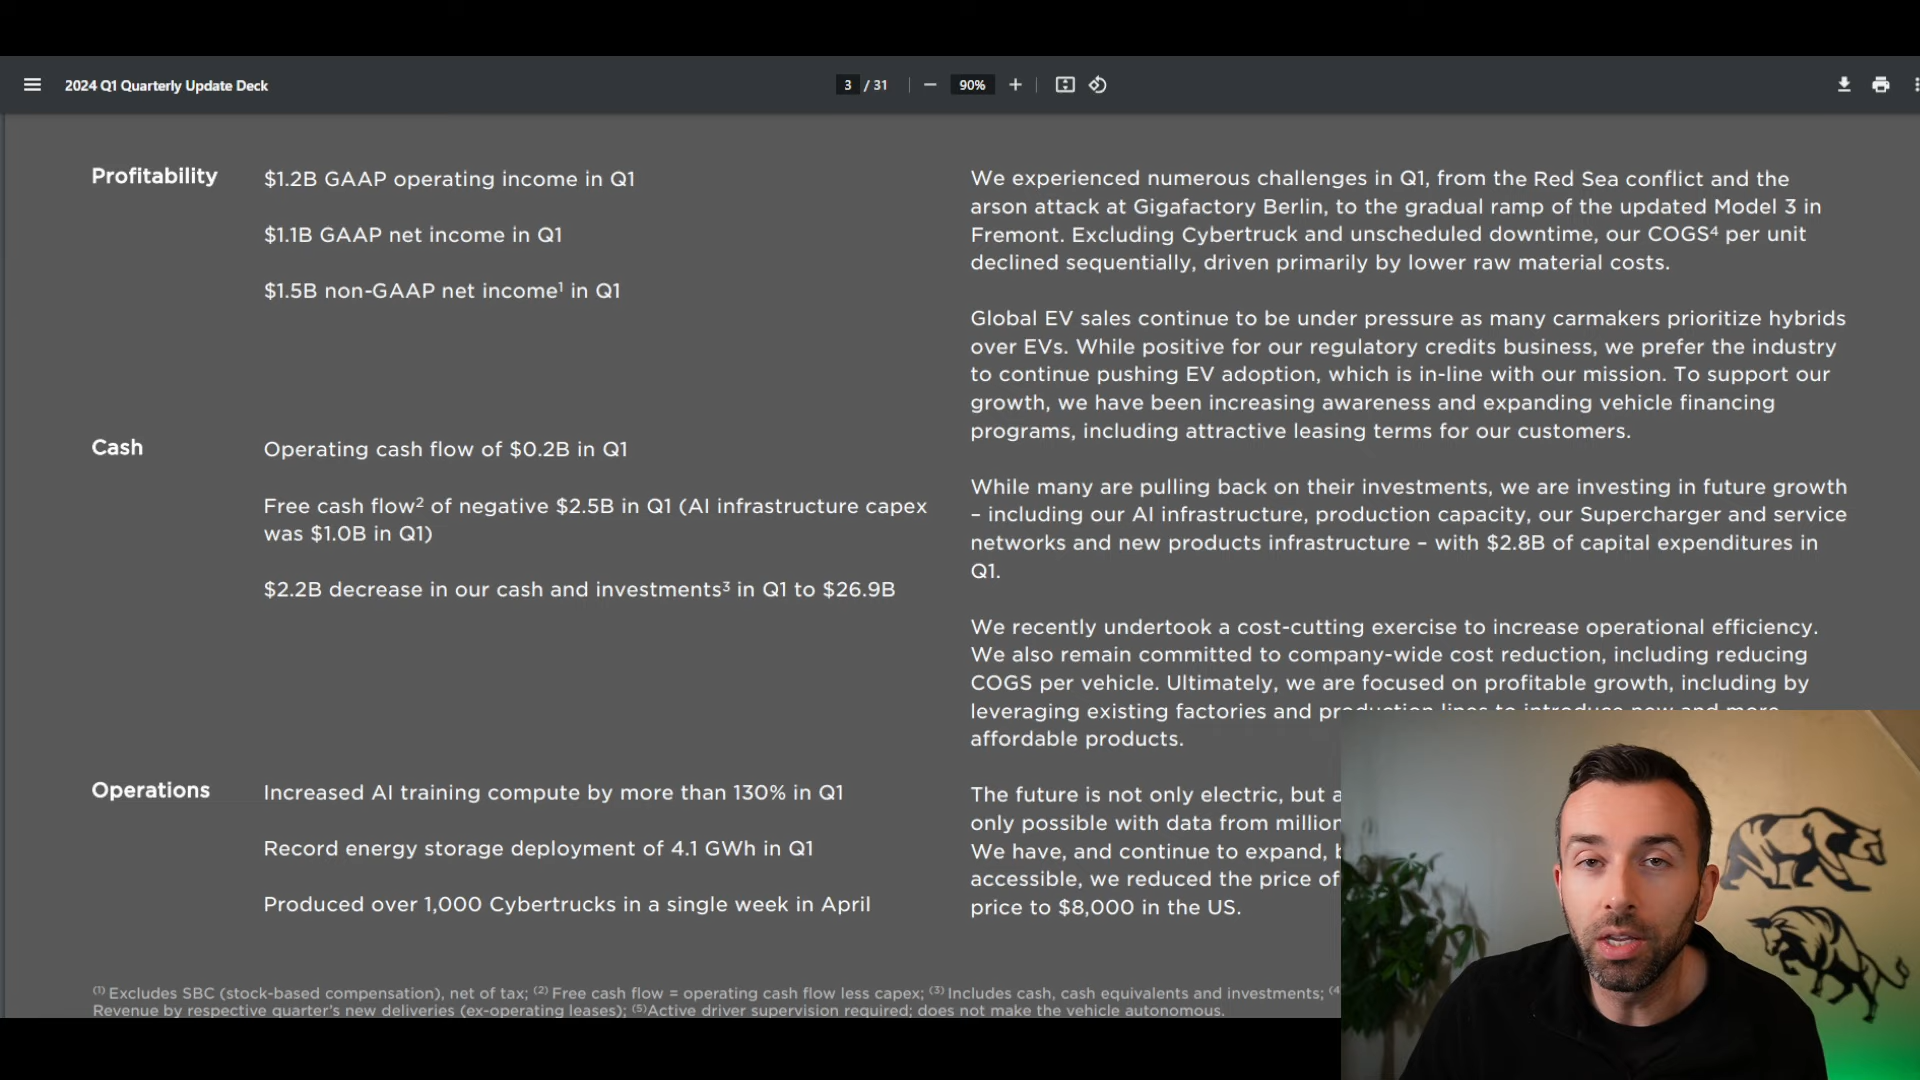 2024 Q1 Quarterly Update Deck
3 / 31
90%
Profitability
$1.2B GAAP operating income in Q1
$1.1B GAAP net income in Q1
$1.5B non-GAAP net income¹ in Q1
Cash
Operating cash flow of $0.2B in Q1
Free cash flow² of negative $2.5B in Q1 (AI infrastructure capex
was $1.0B in Q1)
$2.2B decrease in our cash and investments³ in Q1 to $26.9B
Operations
Increased AI training compute by more than 130% in Q1
Record energy storage deployment of 4.1 GWh in Q1
Produced over 1,000 Cybertrucks in a single week in April
We experienced numerous challenges in Q1, from the Red Sea conflict and the
arson attack at Gigafactory Berlin, to the gradual ramp of the updated Model 3 in
Fremont. Excluding Cybertruck and unscheduled downtime, our COGS⁴ per unit
declined sequentially, driven primarily by lower raw material costs.
Global EV sales continue to be under pressure as many carmakers prioritize hybrids
over EVs. While positive for our regulatory credits business, we prefer the industry
to continue pushing EV adoption, which is in-line with our mission. To support our
growth, we have been increasing awareness and expanding vehicle financing
programs, including attractive leasing terms for our customers.
While many are pulling back on their investments, we are investing in future growth
– including our AI infrastructure, production capacity, our Supercharger and service
networks and new products infrastructure – with $2.8B of capital expenditures in
Q1.
We recently undertook a cost-cutting exercise to increase operational efficiency.
We also remain committed to company-wide cost reduction, including reducing
COGS per vehicle. Ultimately, we are focused on profitable growth, including by
leveraging existing factories and production lines to introduce new and more
affordable products.
The future is not only electric, but a
only possible with data from million
We have, and continue to expand, b
accessible, we reduced the price of
price to $8,000 in the US.
⁽¹⁾ Excludes SBC (stock-based compensation), net of tax; ⁽²⁾ Free cash flow = operating cash flow less capex; ⁽³⁾ Includes cash, cash equivalents and investments; ⁽⁴
Revenue by respective quarter's new deliveries (ex-operating leases); ⁽⁵⁾Active driver supervision required; does not make the vehicle autonomous.